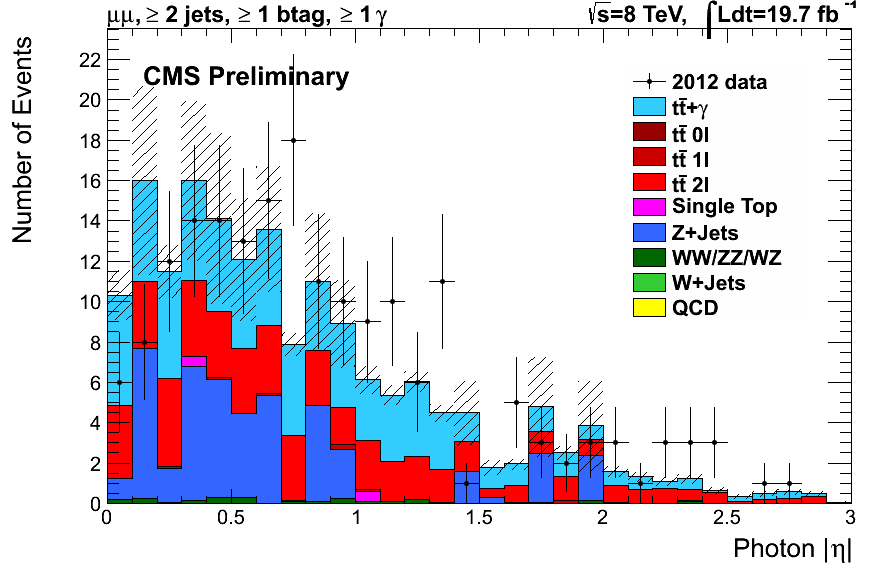 μμ, ≥ 2 jets, ≥ 1 btag, ≥ 1 γ
√s=8 TeV, ∫Ldt=19.7 fb⁻¹
Number of Events
CMS Preliminary
2012 data
tt̄+γ
tt̄ 0l
tt̄ 1l
tt̄ 2l
Single Top
Z+Jets
WW/ZZ/WZ
W+Jets
QCD
22
20
18
16
14
12
10
8
6
4
2
0
0 0.5 1 1.5 2 2.5 3
Photon |η|